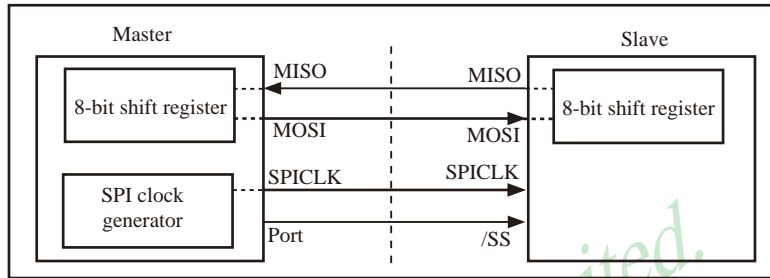 Master
Slave
MISO
MISO
8-bit shift register
8-bit shift register
MOSI
MOSI
SPICLK
SPICLK
SPI clock
generator
Port
/SS
ited.